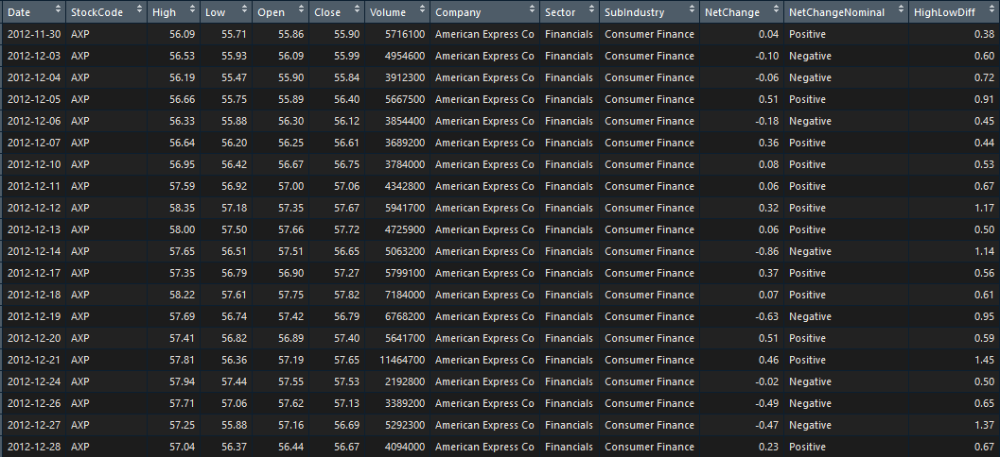 Date StockCode High Low Open Close Volume Company Sector SubIndustry NetChange NetChangeNominal HighLowDiff
2012-11-30 AXP 56.09 55.71 55.86 55.90 5716100 American Express Co Financials Consumer Finance 0.04 Positive 0.38
2012-12-03 AXP 56.53 55.93 56.09 55.99 4954600 American Express Co Financials Consumer Finance -0.10 Negative 0.60
2012-12-04 AXP 56.19 55.47 55.90 55.84 3912300 American Express Co Financials Consumer Finance -0.06 Negative 0.72
2012-12-05 AXP 56.66 55.75 55.89 56.40 5667500 American Express Co Financials Consumer Finance 0.51 Positive 0.91
2012-12-06 AXP 56.33 55.88 56.30 56.12 3854400 American Express Co Financials Consumer Finance -0.18 Negative 0.45
2012-12-07 AXP 56.64 56.20 56.25 56.61 3689200 American Express Co Financials Consumer Finance 0.36 Positive 0.44
2012-12-10 AXP 56.95 56.42 56.67 56.75 3784000 American Express Co Financials Consumer Finance 0.08 Positive 0.53
2012-12-11 AXP 57.59 56.92 57.00 57.06 4342800 American Express Co Financials Consumer Finance 0.06 Positive 0.67
2012-12-12 AXP 58.35 57.18 57.35 57.67 5941700 American Express Co Financials Consumer Finance 0.32 Positive 1.17
2012-12-13 AXP 58.00 57.50 57.66 57.72 4725900 American Express Co Financials Consumer Finance 0.06 Positive 0.50
2012-12-14 AXP 57.65 56.51 57.51 56.65 5063200 American Express Co Financials Consumer Finance -0.86 Negative 1.14
2012-12-17 AXP 57.35 56.79 56.90 57.27 5799100 American Express Co Financials Consumer Finance 0.37 Positive 0.56
2012-12-18 AXP 58.22 57.61 57.75 57.82 7184000 American Express Co Financials Consumer Finance 0.07 Positive 0.61
2012-12-19 AXP 57.69 56.74 57.42 56.79 6768200 American Express Co Financials Consumer Finance -0.63 Negative 0.95
2012-12-20 AXP 57.41 56.82 56.89 57.40 5641700 American Express Co Financials Consumer Finance 0.51 Positive 0.59
2012-12-21 AXP 57.81 56.36 57.19 57.65 11464700 American Express Co Financials Consumer Finance 0.46 Positive 1.45
2012-12-24 AXP 57.94 57.44 57.55 57.53 2192800 American Express Co Financials Consumer Finance -0.02 Negative 0.50
2012-12-26 AXP 57.71 57.06 57.62 57.13 3389200 American Express Co Financials Consumer Finance -0.49 Negative 0.65
2012-12-27 AXP 57.25 55.88 57.16 56.69 5292300 American Express Co Financials Consumer Finance -0.47 Negative 1.37
2012-12-28 AXP 57.04 56.37 56.44 56.67 4094000 American Express Co Financials Consumer Finance 0.23 Positive 0.67